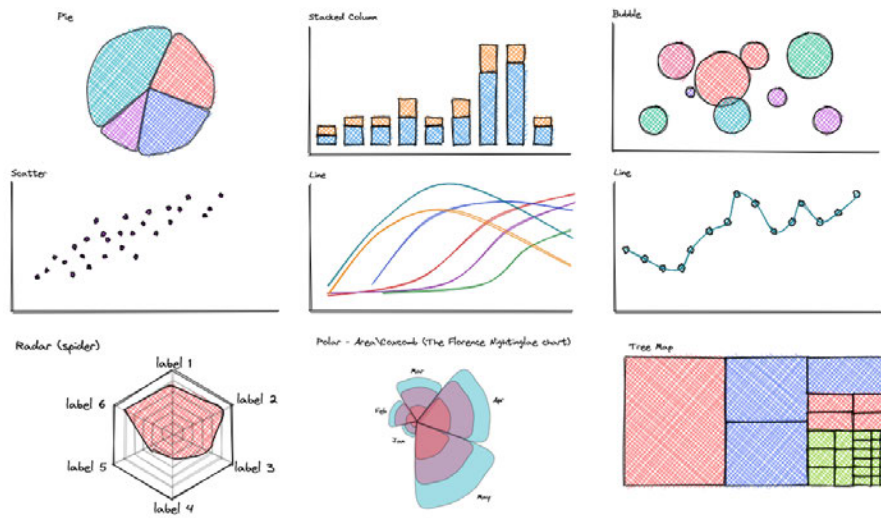 Pie
Stacked Column
Bubble
Scatter
Line
Line
Radar (spider)
label 1
label 2
label 3
label 4
label 5
label 6
Polar - Area\Coxcomb (The Florence Nightinglae chart)
Mar
Apr
Feb
Jan
May
Tree Map